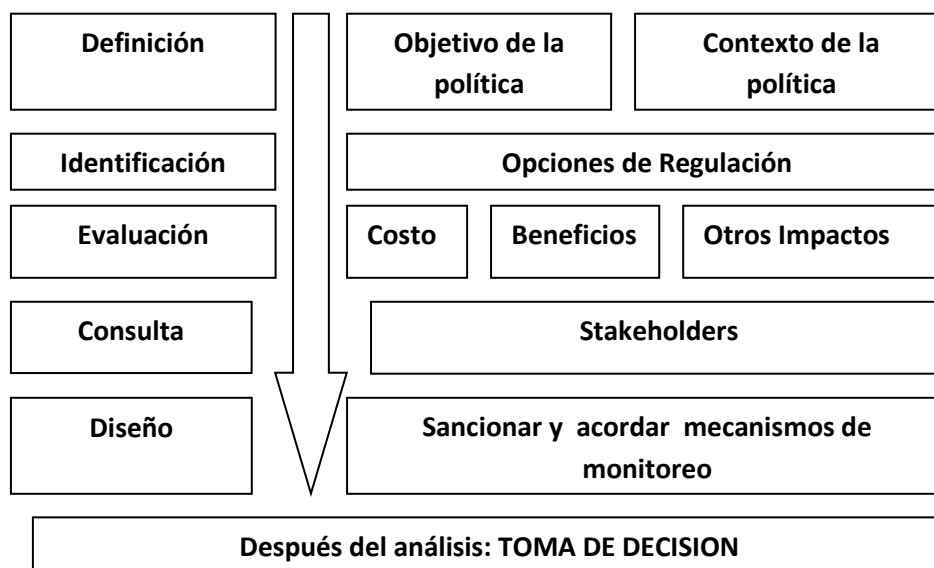 Definición
Objetivo de la
política
Contexto de la
política
Identificación
Opciones de Regulación
Evaluación
Costo
Beneficios
Otros Impactos
Consulta
Stakeholders
Diseño
Sancionar y acordar mecanismos de
monitoreo
Después del análisis: TOMA DE DECISION